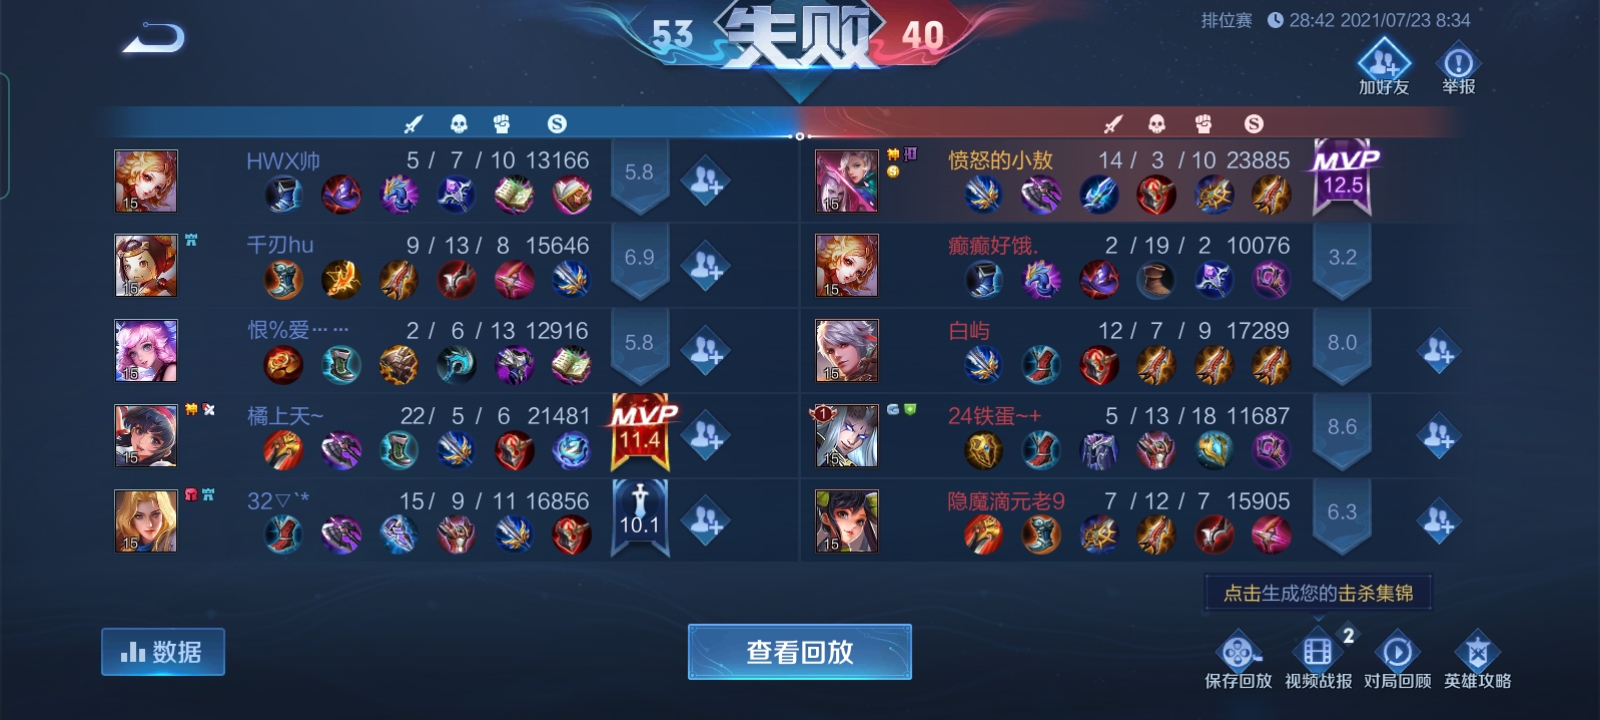 53 失败 40
排位赛 28:42 2021/07/23 8:34
加好友 举报
HWX帅 5 / 7 / 10 13166 5.8
15
千刃hu 9 / 13 / 8 15646 6.9
15
恨%爱…… 2 / 6 / 13 12916 5.8
15
神 橘上天~ 22 / 5 / 6 21481 MVP 11.4
15
32▽`* 15 / 9 / 11 16856 10.1
15
神 愤怒的小敖 14 / 3 / 10 23885 MVP 12.5
15
癫癫好饿. 2 / 19 / 2 10076 3.2
15
白屿 12 / 7 / 9 17289 8.0
15
1 24铁蛋~+ 5 / 13 / 18 11687 8.6
15
隐魔滴元老9 7 / 12 / 7 15905 6.3
15
点击生成您的击杀集锦
数据
查看回放
2
保存回放 视频战报 对局回顾 英雄攻略